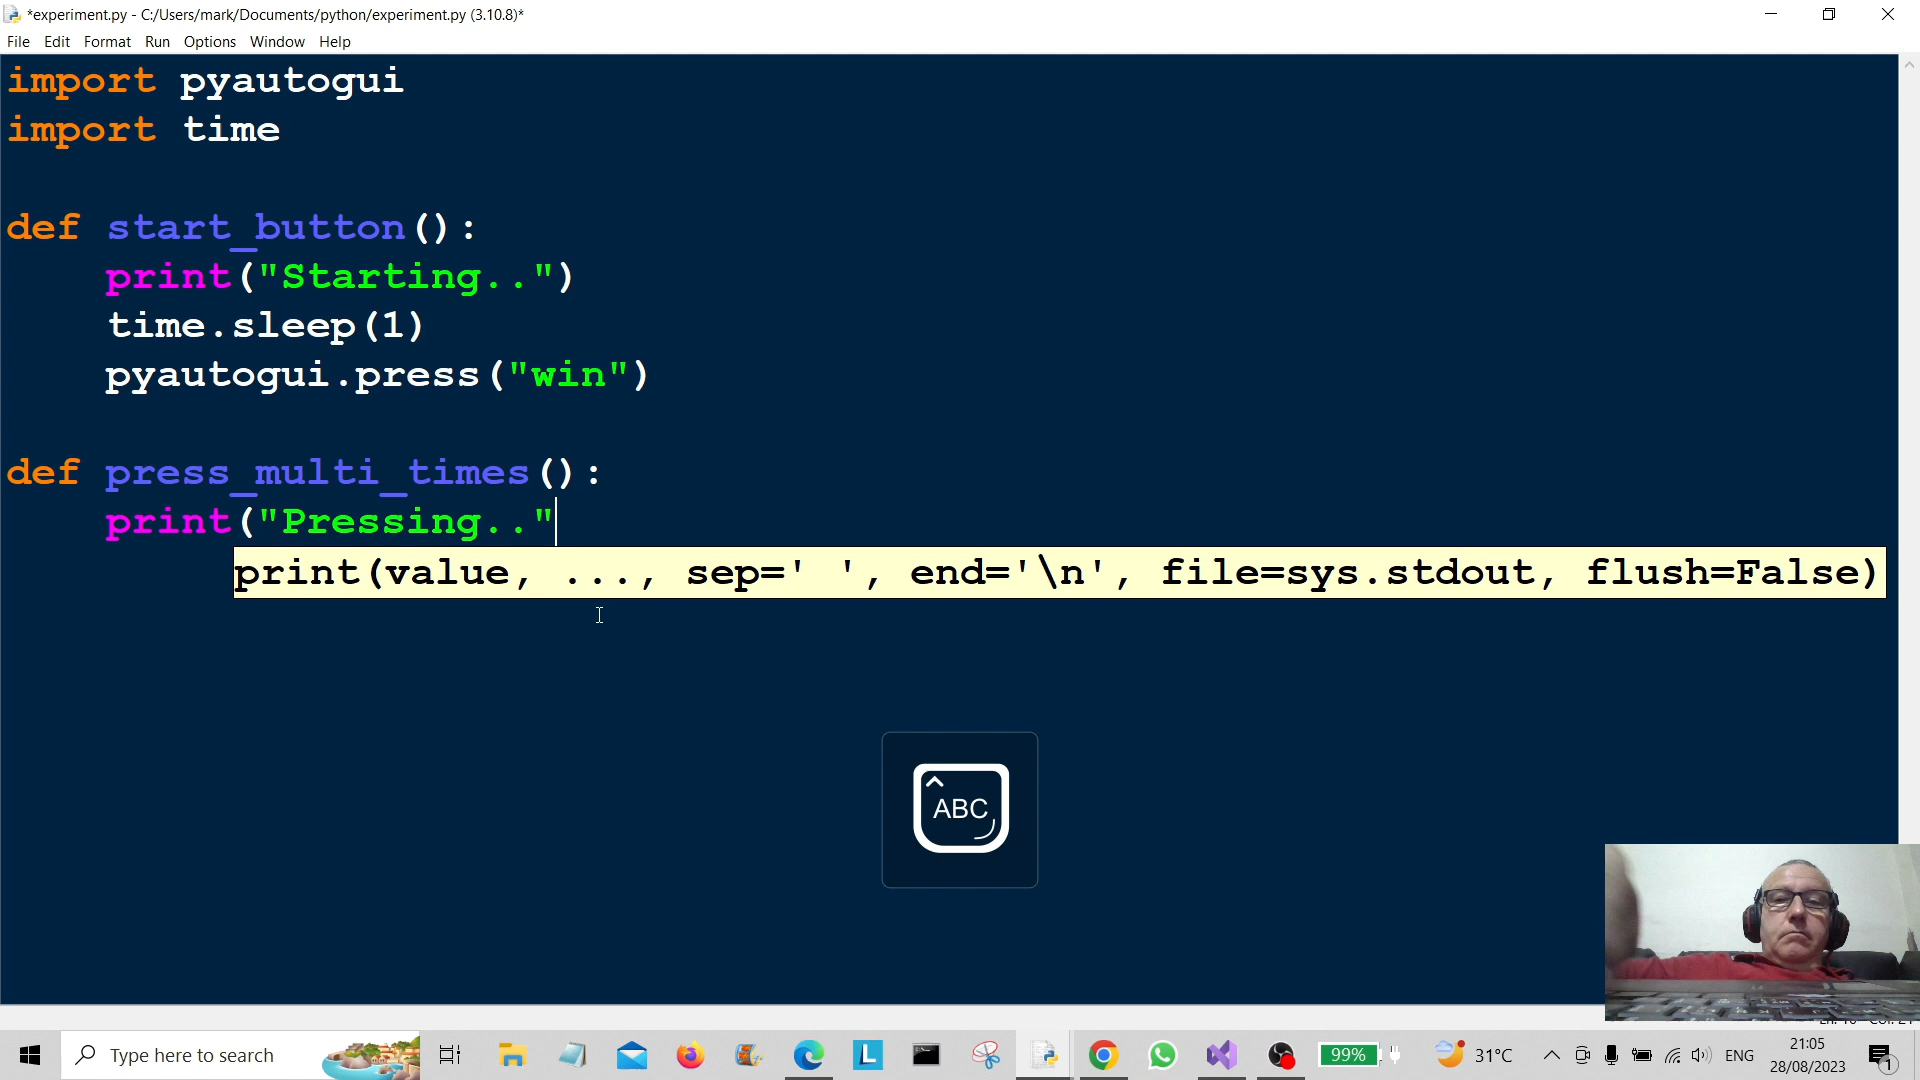 *experiment.py - C:/Users/mark/Documents/python/experiment.py (3.10.8)*
File Edit Format Run Options Window Help
import pyautogui
import time
def start_button():
print("Starting..")
time.sleep(1)
pyautogui.press("win")
def press_multi_times():
print("Pressing.."
print(value, ..., sep=' ', end='\n', file=sys.stdout, flush=False)
ABC
Type here to search
L
99%
31°C
ENG
21:05
28/08/2023
1